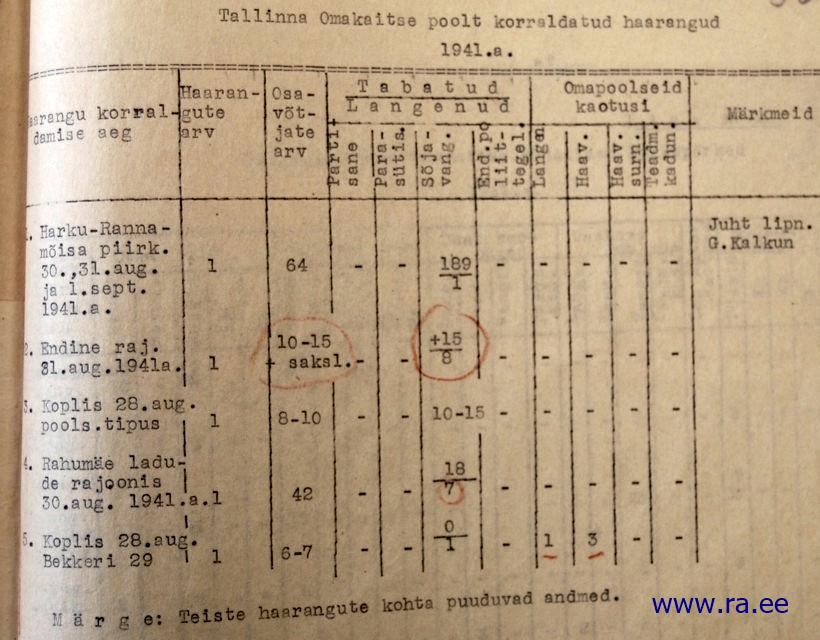 Tallinna Omakaitse poolt korraldatud haarangud
1941.a.
Haarangu korral-
damise aeg
Haaran-
gute
arv
Osa-
võt-
jate
arv
Tabatud
Langenud
Parti
sane
Para-
sütis.
Sõja-
vang.
End.po
liit-
tegel.
Omapoolseid
kaotusi
Langen
Haav.
Haav.
surn.
Teadm.
kadun.
Märkmeid
1. Harku-Ranna-
mõisa piirk.
30.,31.aug.
ja 1.sept.
1941.a.
1
64
-
-
189
1
-
-
-
-
-
Juht lipn.
G.Kalkun
2. Endine raj.
31.aug.1941a.
1
10-15
+ saksl.
-
-
+15
8
-
-
-
-
-
3. Koplis 28.aug.
pools.tipus
1
8-10
-
-
10-15
-
-
-
-
-
4. Rahumäe ladu-
de rajoonis
30.aug. 1941.a.
1
42
-
-
18
7
-
-
-
-
-
5. Koplis 28.aug.
Bekkeri 29
1
6-7
-
-
0
1
-
1
3
-
-
Märge: Teiste haarangute kohta puuduvad andmed.
www.ra.ee